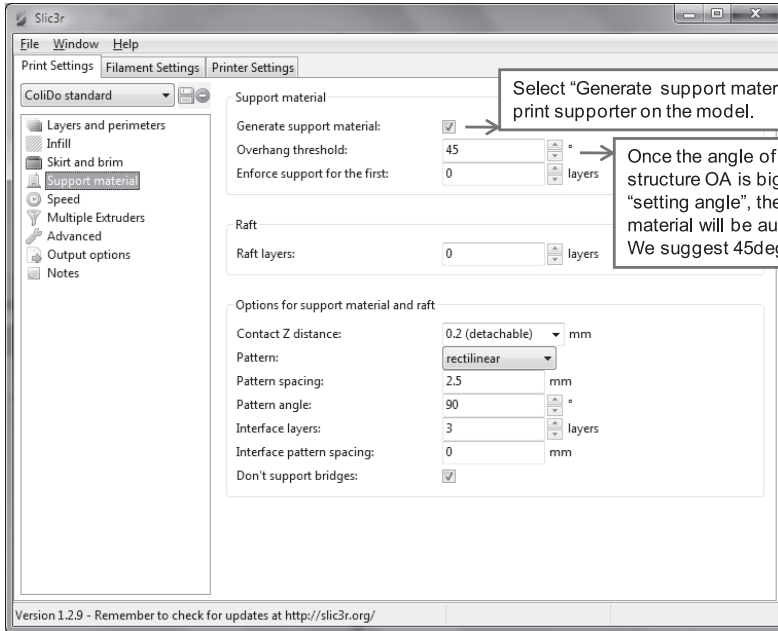 Slic3r
File Window Help
Print Settings Filament Settings Printer Settings
ColiDo standard
Layers and perimeters
Infill
Skirt and brim
Support material
Speed
Multiple Extruders
Advanced
Output options
Notes
Support material
Generate support material:
Overhang threshold: 45 °
Enforce support for the first: 0 layers
Select “Generate support mater
print supporter on the model.
Once the angle of
structure OA is big
“setting angle”, the
material will be au
We suggest 45deg
Raft
Raft layers: 0 layers
Options for support material and raft
Contact Z distance: 0.2 (detachable) mm
Pattern: rectilinear
Pattern spacing: 2.5 mm
Pattern angle: 90 °
Interface layers: 3 layers
Interface pattern spacing: 0 mm
Don't support bridges:
Version 1.2.9 - Remember to check for updates at http://slic3r.org/